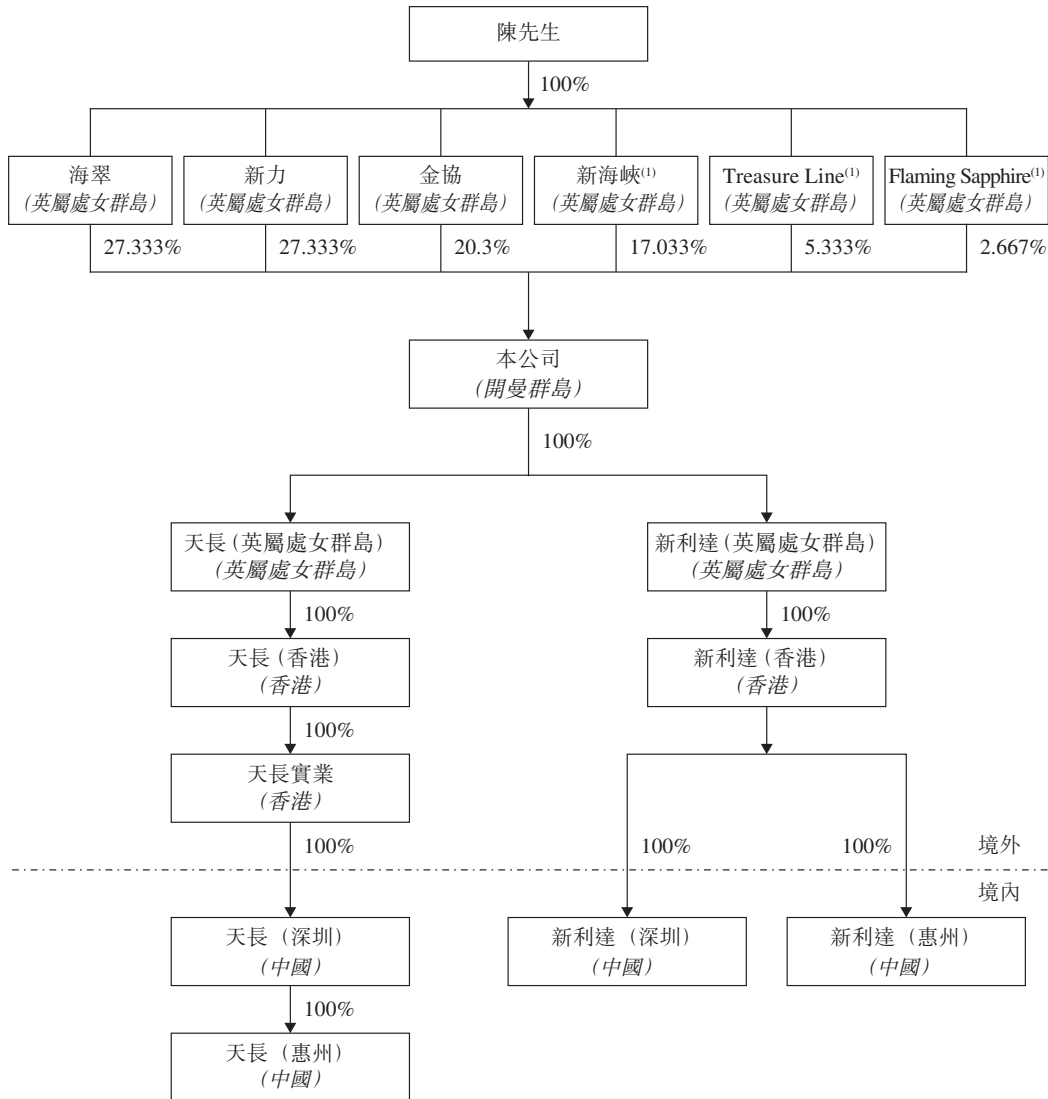 陳先生
100%
海翠
(英屬處女群島)
新力
(英屬處女群島)
金協
(英屬處女群島)
新海峽(1)
(英屬處女群島)
Treasure Line(1)
(英屬處女群島)
Flaming Sapphire(1)
(英屬處女群島)
27.333%
27.333%
20.3%
17.033%
5.333%
2.667%
本公司
(開曼群島)
100%
天長(英屬處女群島)
(英屬處女群島)
新利達(英屬處女群島)
(英屬處女群島)
100%
100%
天長(香港)
(香港)
新利達(香港)
(香港)
100%
天長實業
(香港)
100%
100%
100%
境外
境內
天長(深圳)
(中國)
新利達(深圳)
(中國)
新利達(惠州)
(中國)
100%
天長(惠州)
(中國)